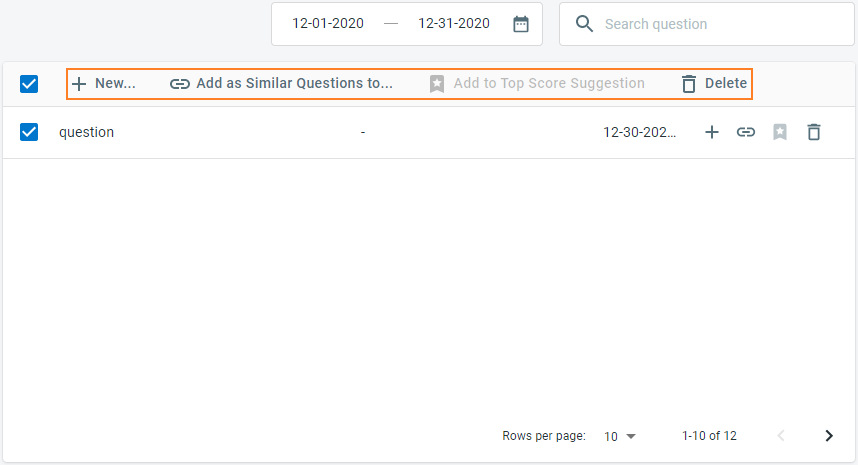 12-01-2020 — 12-31-2020 Search question
New... Add as Similar Questions to... Add to Top Score Suggestion Delete
question - 12-30-202...
Rows per page: 10 1-10 of 12